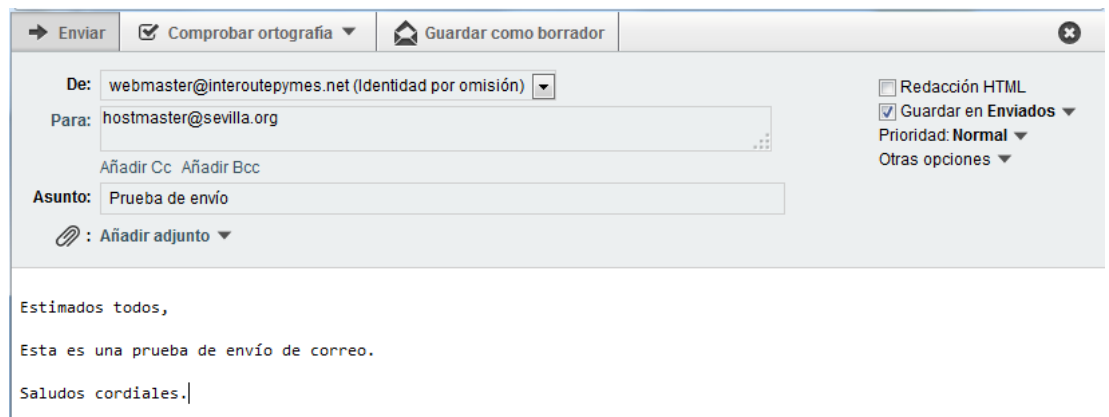 Enviar Comprobar ortografía Guardar como borrador
De: webmaster@interoutepymes.net (Identidad por omisión)
Redacción HTML
Para: hostmaster@sevilla.org
Guardar en Enviados
Prioridad: Normal
Añadir Cc Añadir Bcc
Otras opciones
Asunto: Prueba de envío
: Añadir adjunto
Estimados todos,
Esta es una prueba de envío de correo.
Saludos cordiales.